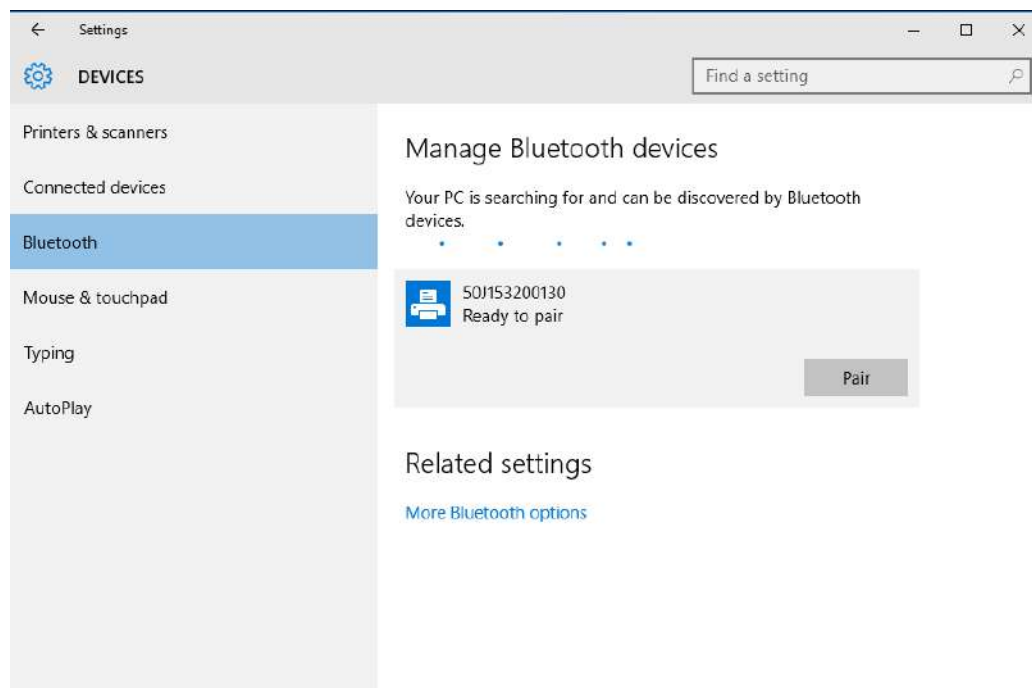 Settings
DEVICES
Find a setting
Printers & scanners
Connected devices
Bluetooth
Mouse & touchpad
Typing
AutoPlay
Manage Bluetooth devices
Your PC is searching for and can be discovered by Bluetooth
devices.
50J153200130
Ready to pair
Pair
Related settings
More Bluetooth options